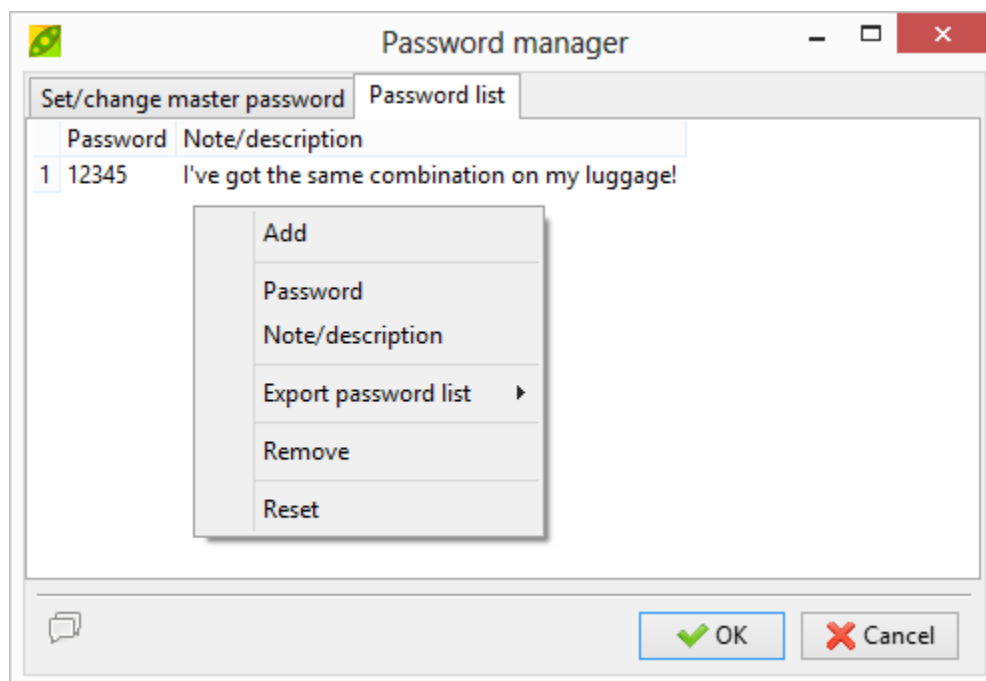 Password manager
Set/change master password Password list
Password Note/description
1 12345 I've got the same combination on my luggage!
Add
Password
Note/description
Export password list
Remove
Reset
OK Cancel